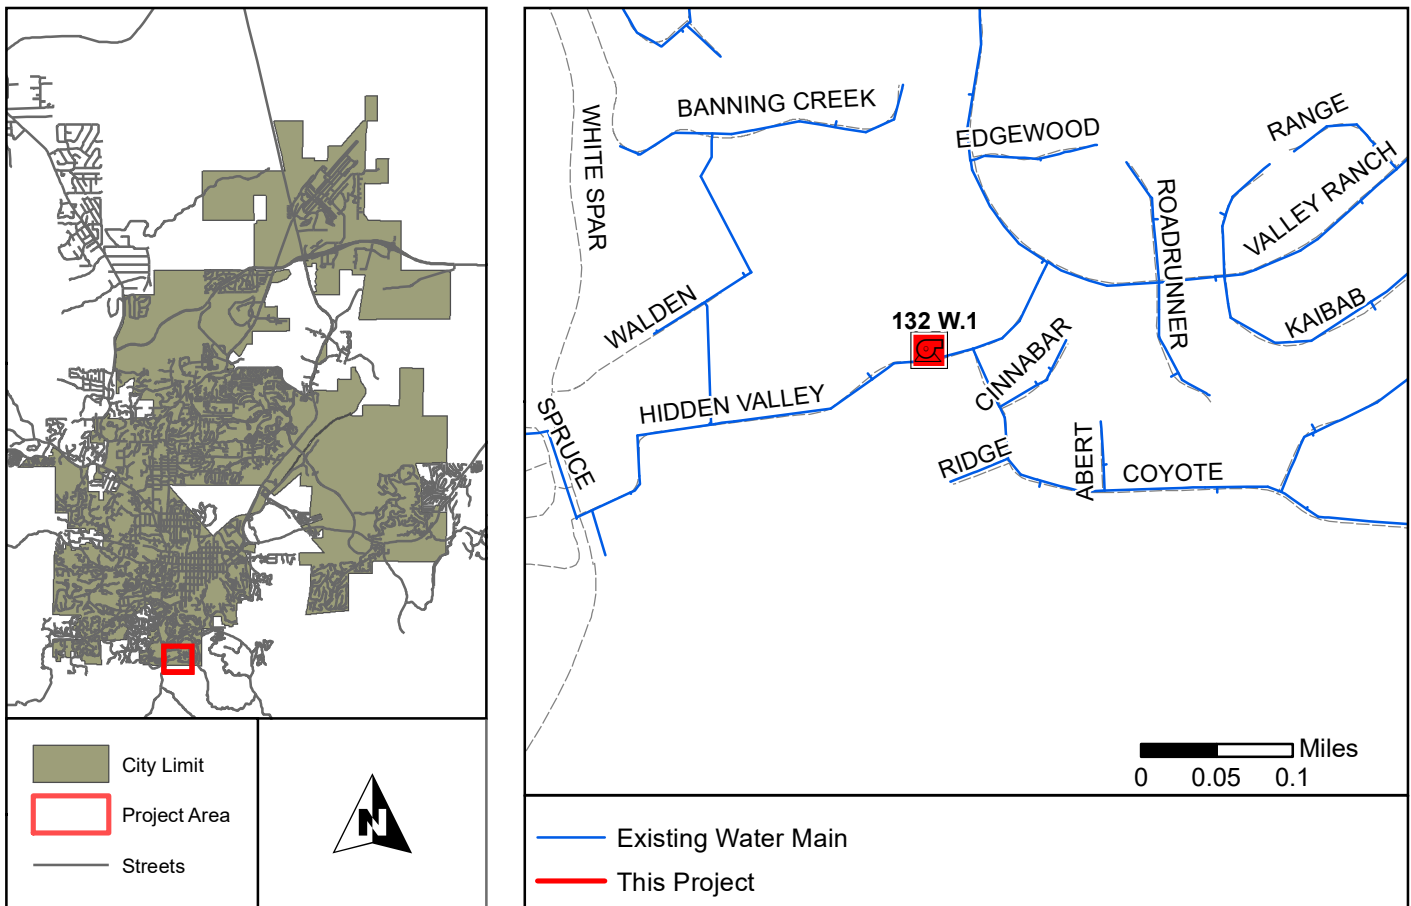 BANNING CREEK
WHITE SPAR
EDGEWOOD
RANGE
ROADRUNNER
VALLEY RANCH
WALDEN
132 W.1
CINNABAR
KAIBAB
HIDDEN VALLEY
SPRUCE
RIDGE
ABERT
COYOTE
Miles
0 0.05 0.1
City Limit
Project Area
Streets
N
Existing Water Main
This Project